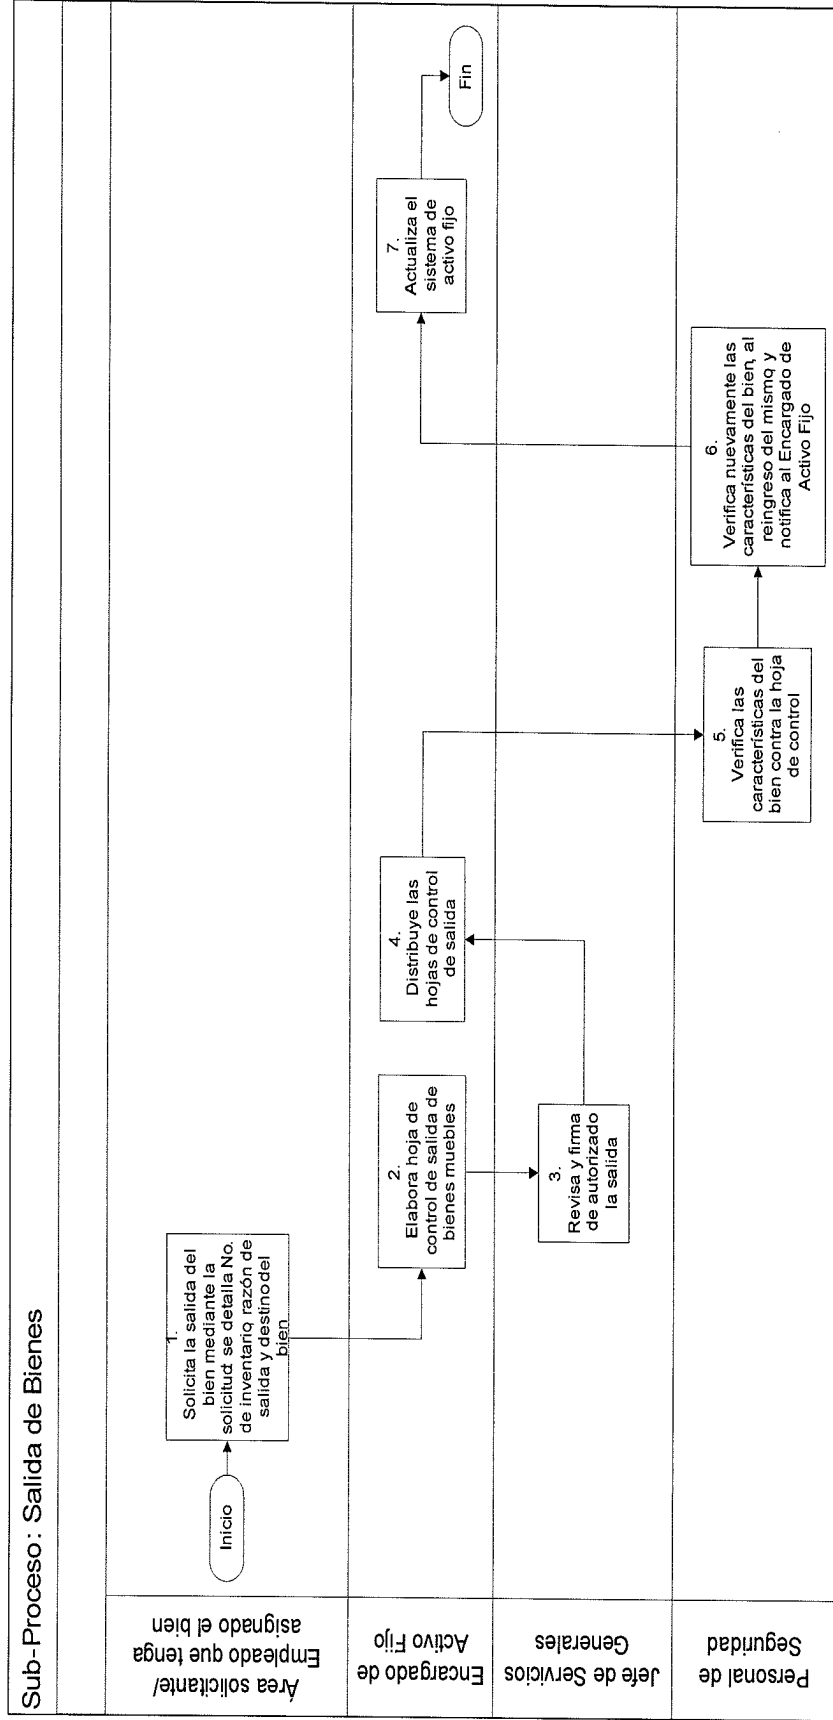 Sub-Proceso: Salida de Bienes
Área solicitante/
Empleado que tenga
asignado el bien
Inicio
1.
Solicita la salida del
bien mediante la
solicitud: se detalla No.
de inventario, razón de
salida y destino del
bien
Encargado de
Activo Fijo
2.
Elabora hoja de
control de salida de
bienes muebles
4.
Distribuye las
hojas de control
de salida
7.
Actualiza el
sistema de
activo fijo
Fin
Jefe de Servicios
Generales
3.
Revisa y firma
de autorizado
la salida
Personal de
Seguridad
5.
Verifica las
características del
bien contra la hoja
de control
6.
Verifica nuevamente las
características del bien, al
reingreso del mismo, y
notifica al Encargado de
Activo Fijo